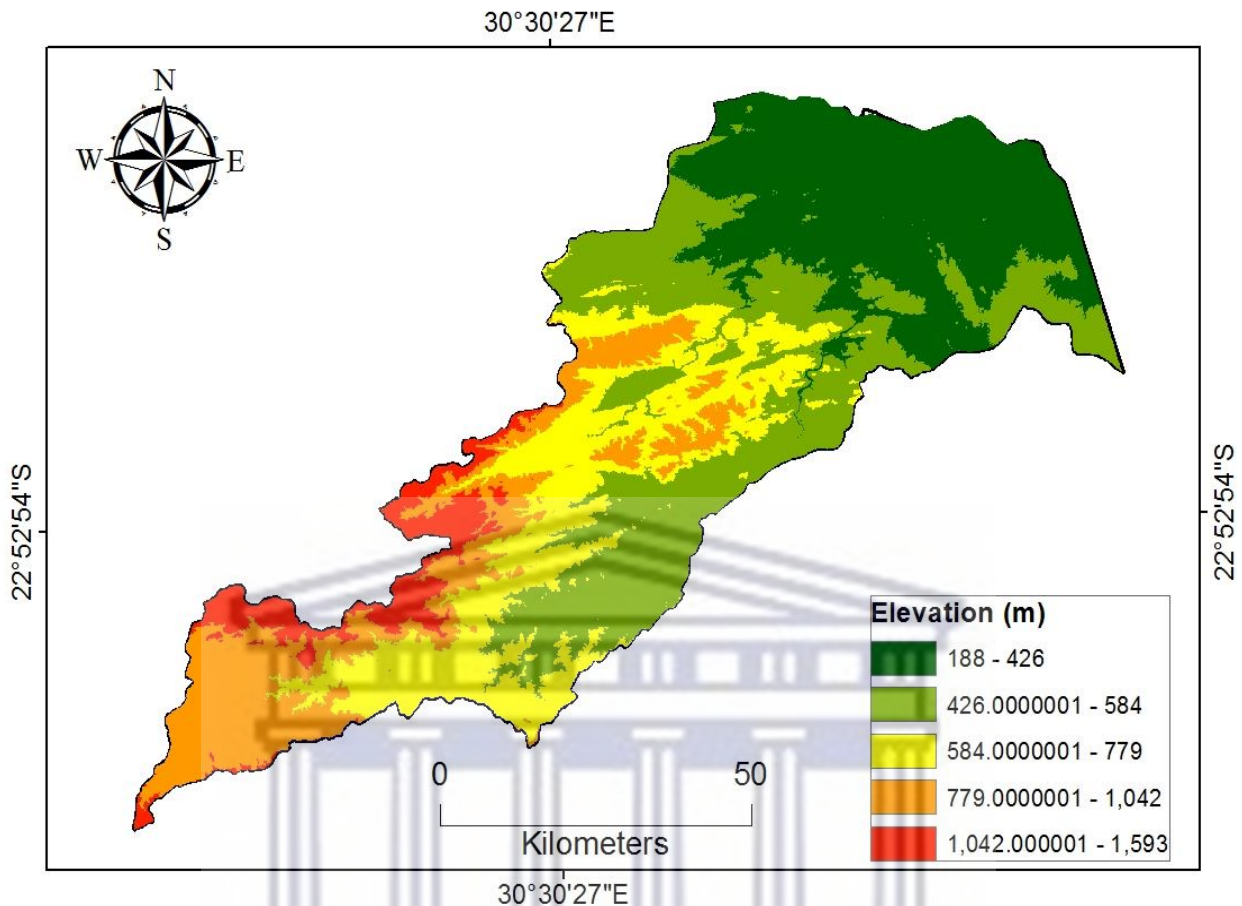 30°30'27"E
N
W E
S
22°52'54"S
22°52'54"S
Elevation (m)
188 - 426
426.0000001 - 584
584.0000001 - 779
779.0000001 - 1,042
1,042.000001 - 1,593
0 50
Kilometers
30°30'27"E